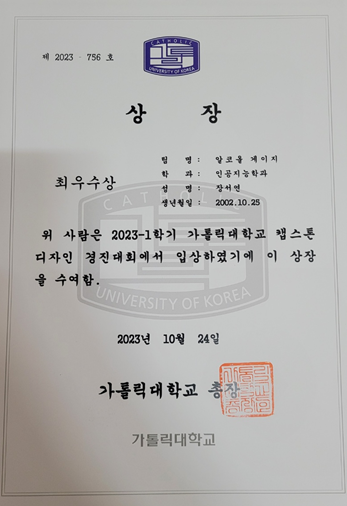 제 2023 - 756 호
CATHOLIC
UNIVERSITY OF KOREA
상 장
팀 명 : 알코올 게이지
학 과 : 인공지능학과
최우수상
성 명 : 장서연
생년월일 : 2002.10.25
위 사람은 2023-1학기 가톨릭대학교 캡스톤
디자인 경진대회에서 입상하였기에 이 상장
을 수여함.
CATHOLIC
UNIVERSITY OF KOREA
2023년 10월 24일
가톨릭대학교 총장
가톨릭대학교